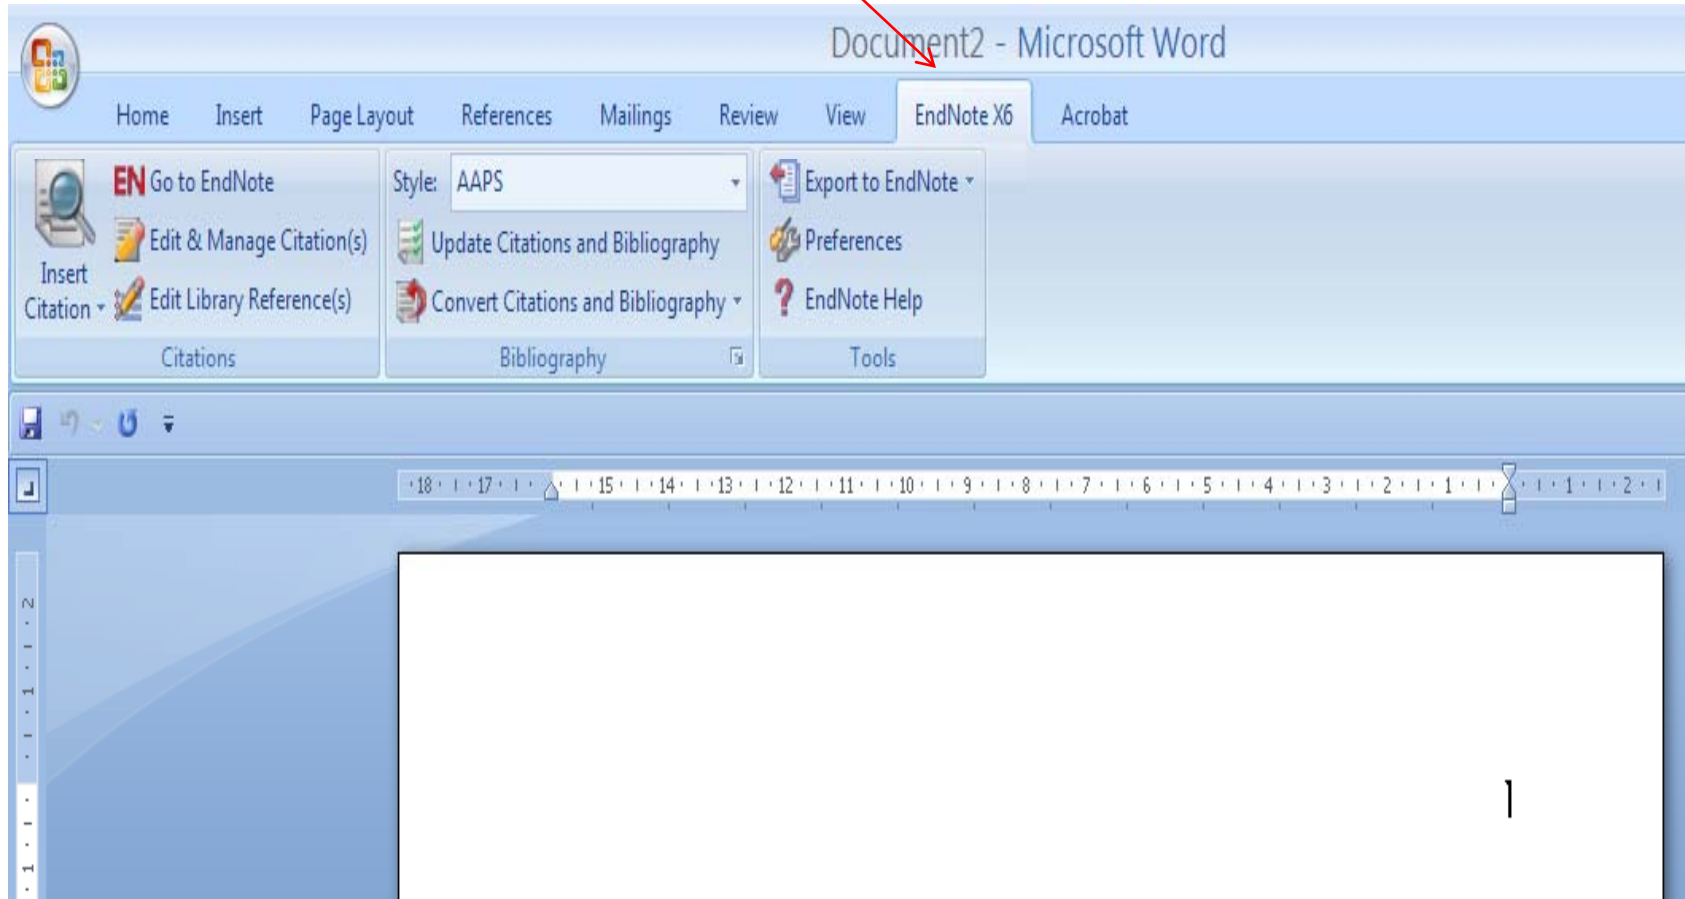 Document2 - Microsoft Word
Home Insert Page Layout References Mailings Review View EndNote X6 Acrobat
Insert
Citation
EN Go to EndNote
Edit & Manage Citation(s)
Edit Library Reference(s)
Citations
Style: AAPS
Update Citations and Bibliography
Convert Citations and Bibliography
Bibliography
Export to EndNote
Preferences
? EndNote Help
Tools
18 17 15 14 13 12 11 10 9 8 7 6 5 4 3 2 1 1 2
2
1
1